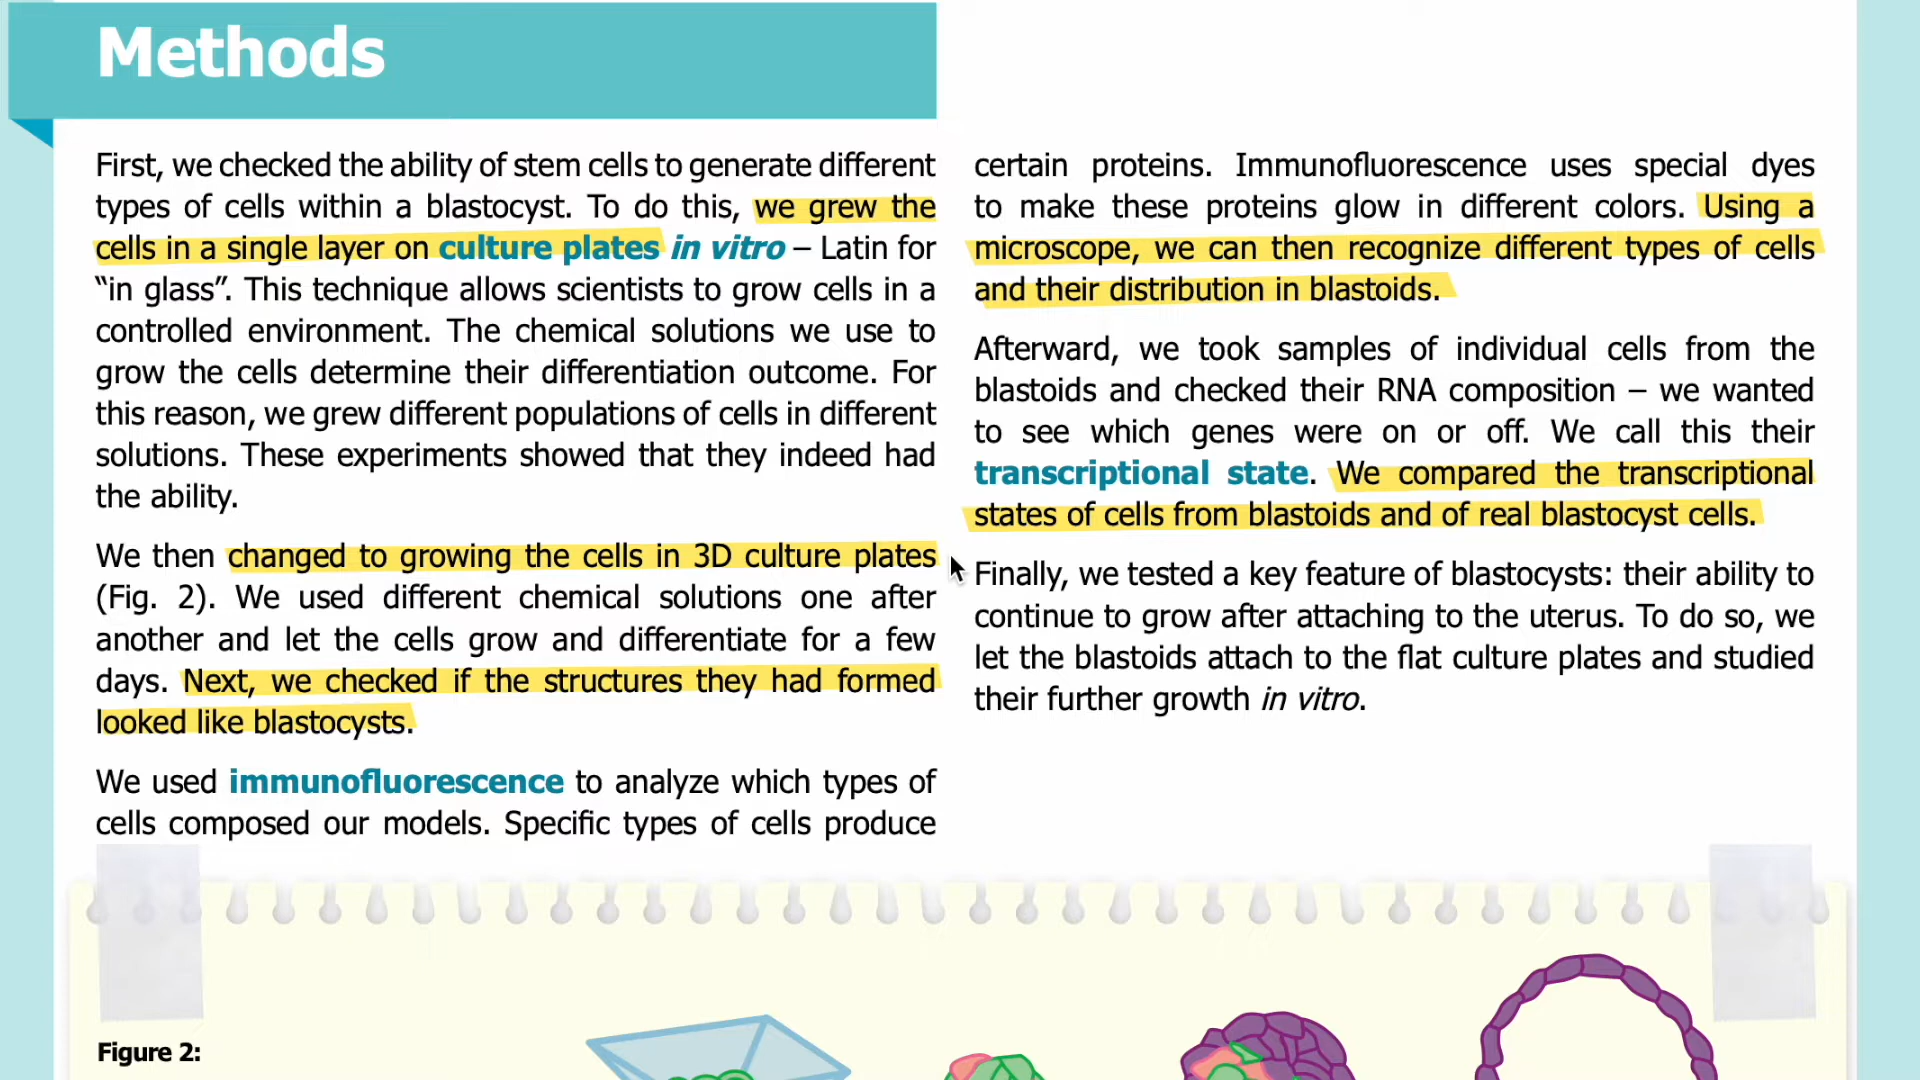 Methods
First, we checked the ability of stem cells to generate different
types of cells within a blastocyst. To do this, we grew the
cells in a single layer on culture plates in vitro – Latin for
“in glass”. This technique allows scientists to grow cells in a
controlled environment. The chemical solutions we use to
grow the cells determine their differentiation outcome. For
this reason, we grew different populations of cells in different
solutions. These experiments showed that they indeed had
the ability.
We then changed to growing the cells in 3D culture plates
(Fig. 2). We used different chemical solutions one after
another and let the cells grow and differentiate for a few
days. Next, we checked if the structures they had formed
looked like blastocysts.
We used immunofluorescence to analyze which types of
cells composed our models. Specific types of cells produce
certain proteins. Immunofluorescence uses special dyes
to make these proteins glow in different colors. Using a
microscope, we can then recognize different types of cells
and their distribution in blastoids.
Afterward, we took samples of individual cells from the
blastoids and checked their RNA composition – we wanted
to see which genes were on or off. We call this their
transcriptional state. We compared the transcriptional
states of cells from blastoids and of real blastocyst cells.
Finally, we tested a key feature of blastocysts: their ability to
continue to grow after attaching to the uterus. To do so, we
let the blastoids attach to the flat culture plates and studied
their further growth in vitro.
Figure 2: